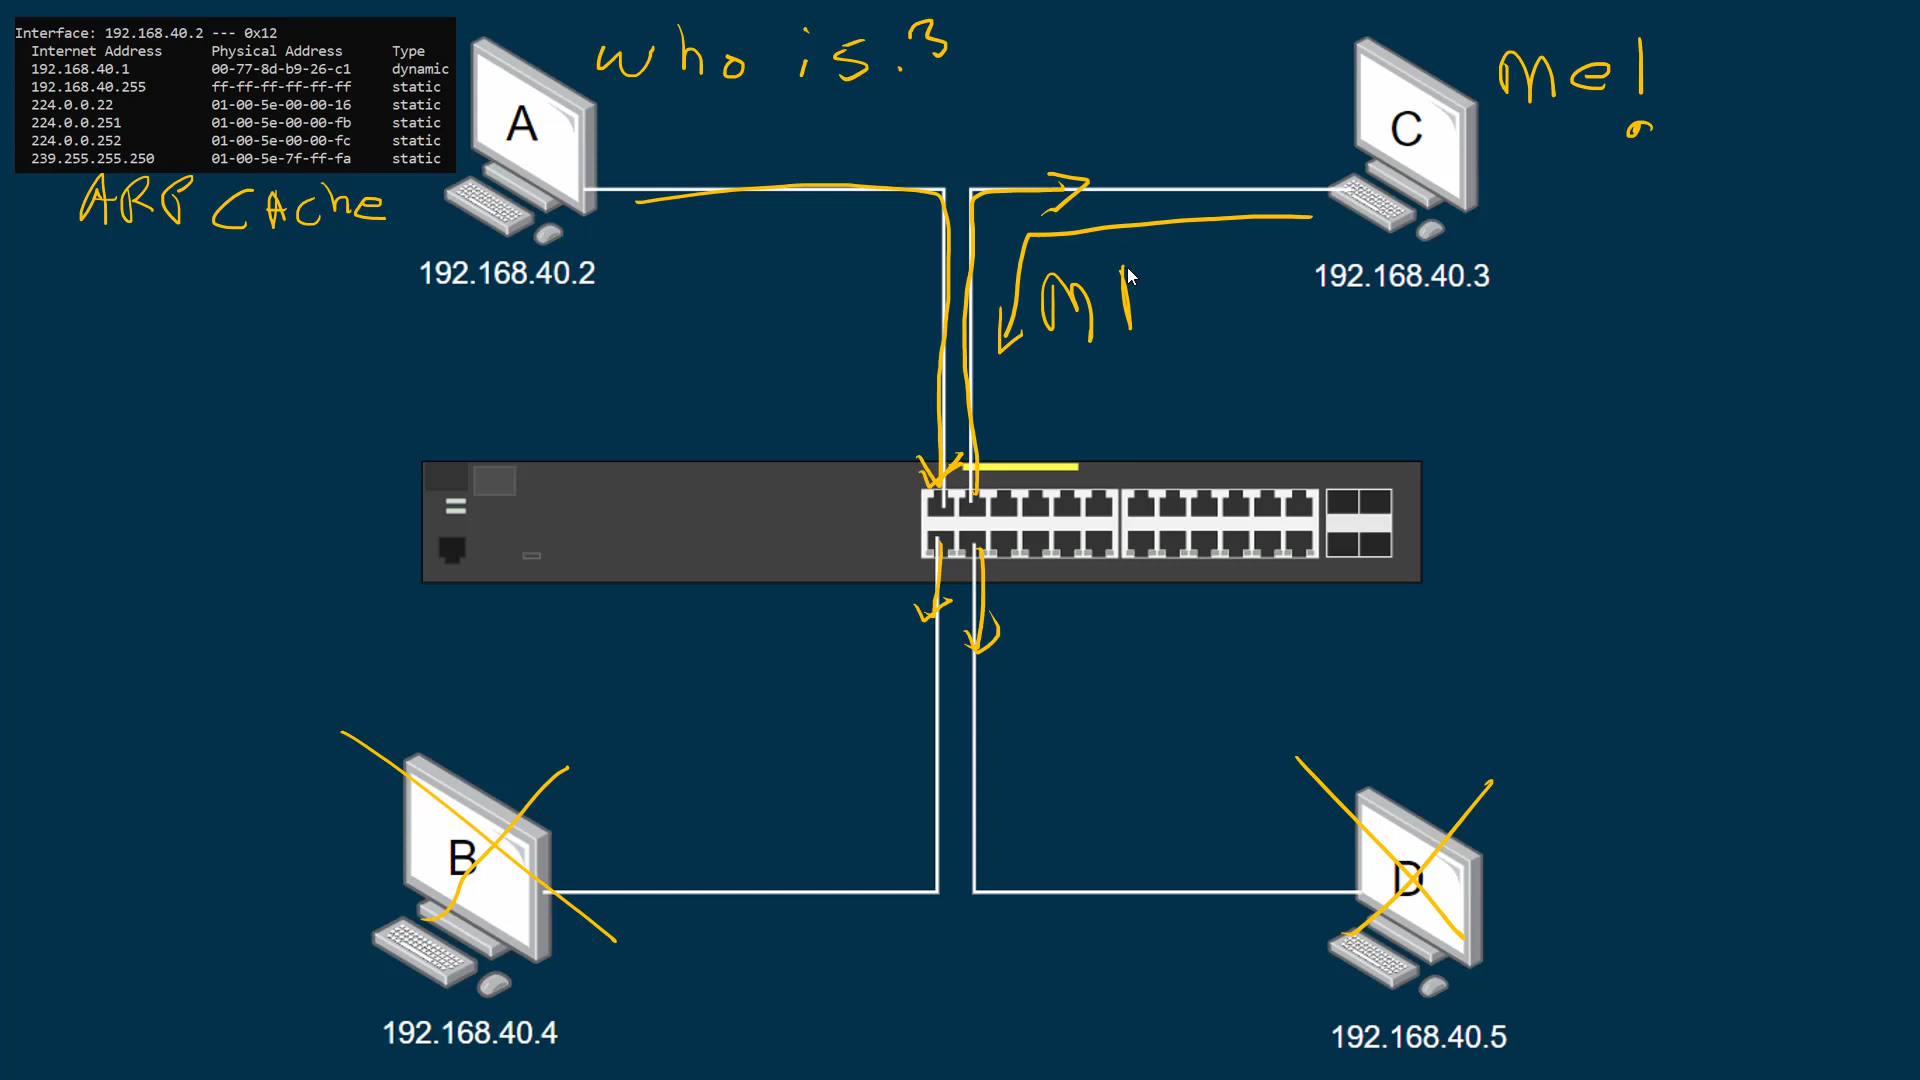 Interface: 192.168.40.2 --- 0x12
Internet Address Physical Address Type
192.168.40.1 00-77-8d-b9-26-c1 dynamic
192.168.40.255 ff-ff-ff-ff-ff-ff static
224.0.0.22 01-00-5e-00-00-16 static
224.0.0.251 01-00-5e-00-00-fb static
224.0.0.252 01-00-5e-00-00-fc static
239.255.255.250 01-00-5e-7f-ff-fa static
ARP CAche
who is?
me!
A
C
192.168.40.2
192.168.40.3
B
D
192.168.40.4
192.168.40.5